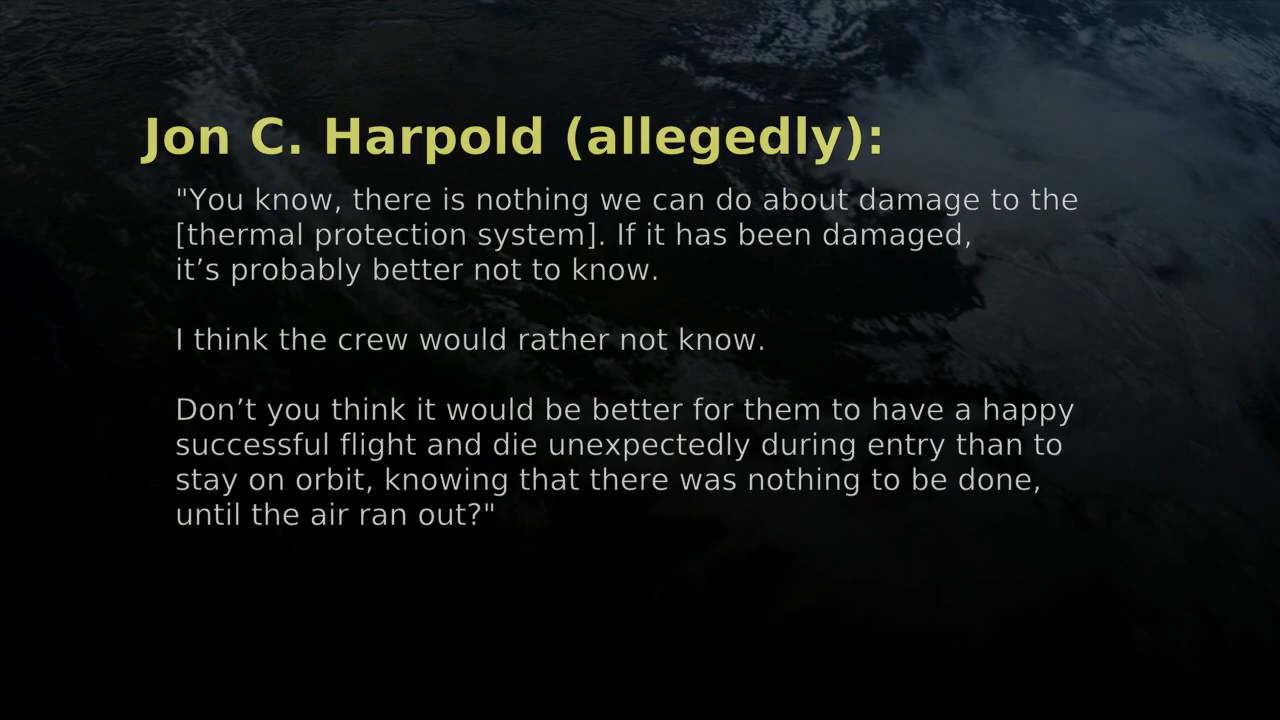 Jon C. Harpold (allegedly):
"You know, there is nothing we can do about damage to the
[thermal protection system]. If it has been damaged,
it’s probably better not to know.
I think the crew would rather not know.
Don’t you think it would be better for them to have a happy
successful flight and die unexpectedly during entry than to
stay on orbit, knowing that there was nothing to be done,
until the air ran out?"